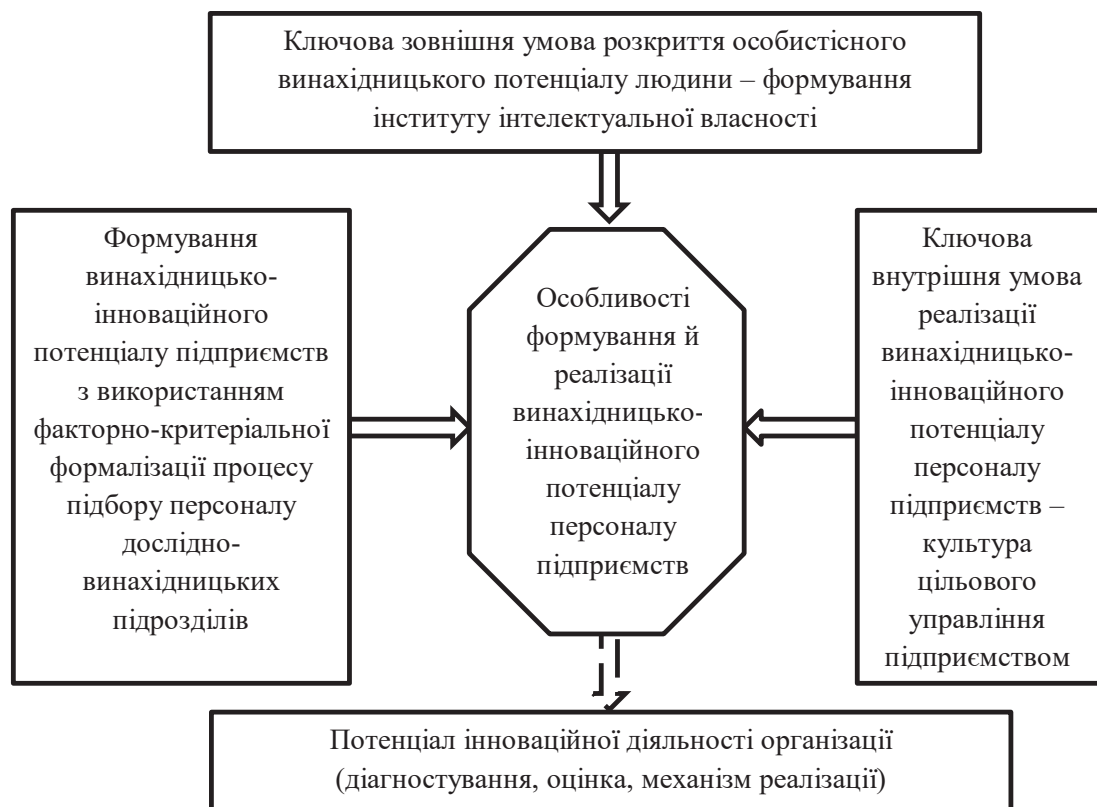 Ключова зовнішня умова розкриття особистісного
винахідницького потенціалу людини – формування
інституту інтелектуальної власності
Формування
винахідницько-
інноваційного
потенціалу підприємств
з використанням
факторно-критеріальної
формалізації процесу
підбору персоналу
дослідно-
винахідницьких
підрозділів
Особливості
формування й
реалізації
винахідницько-
інноваційного
потенціалу
персоналу
підприємств
Ключова
внутрішня умова
реалізації
винахідницько-
інноваційного
потенціалу
персоналу
підприємств –
культура
цільового
управління
підприємством
Потенціал інноваційної діяльності організації
(діагностування, оцінка, механізм реалізації)